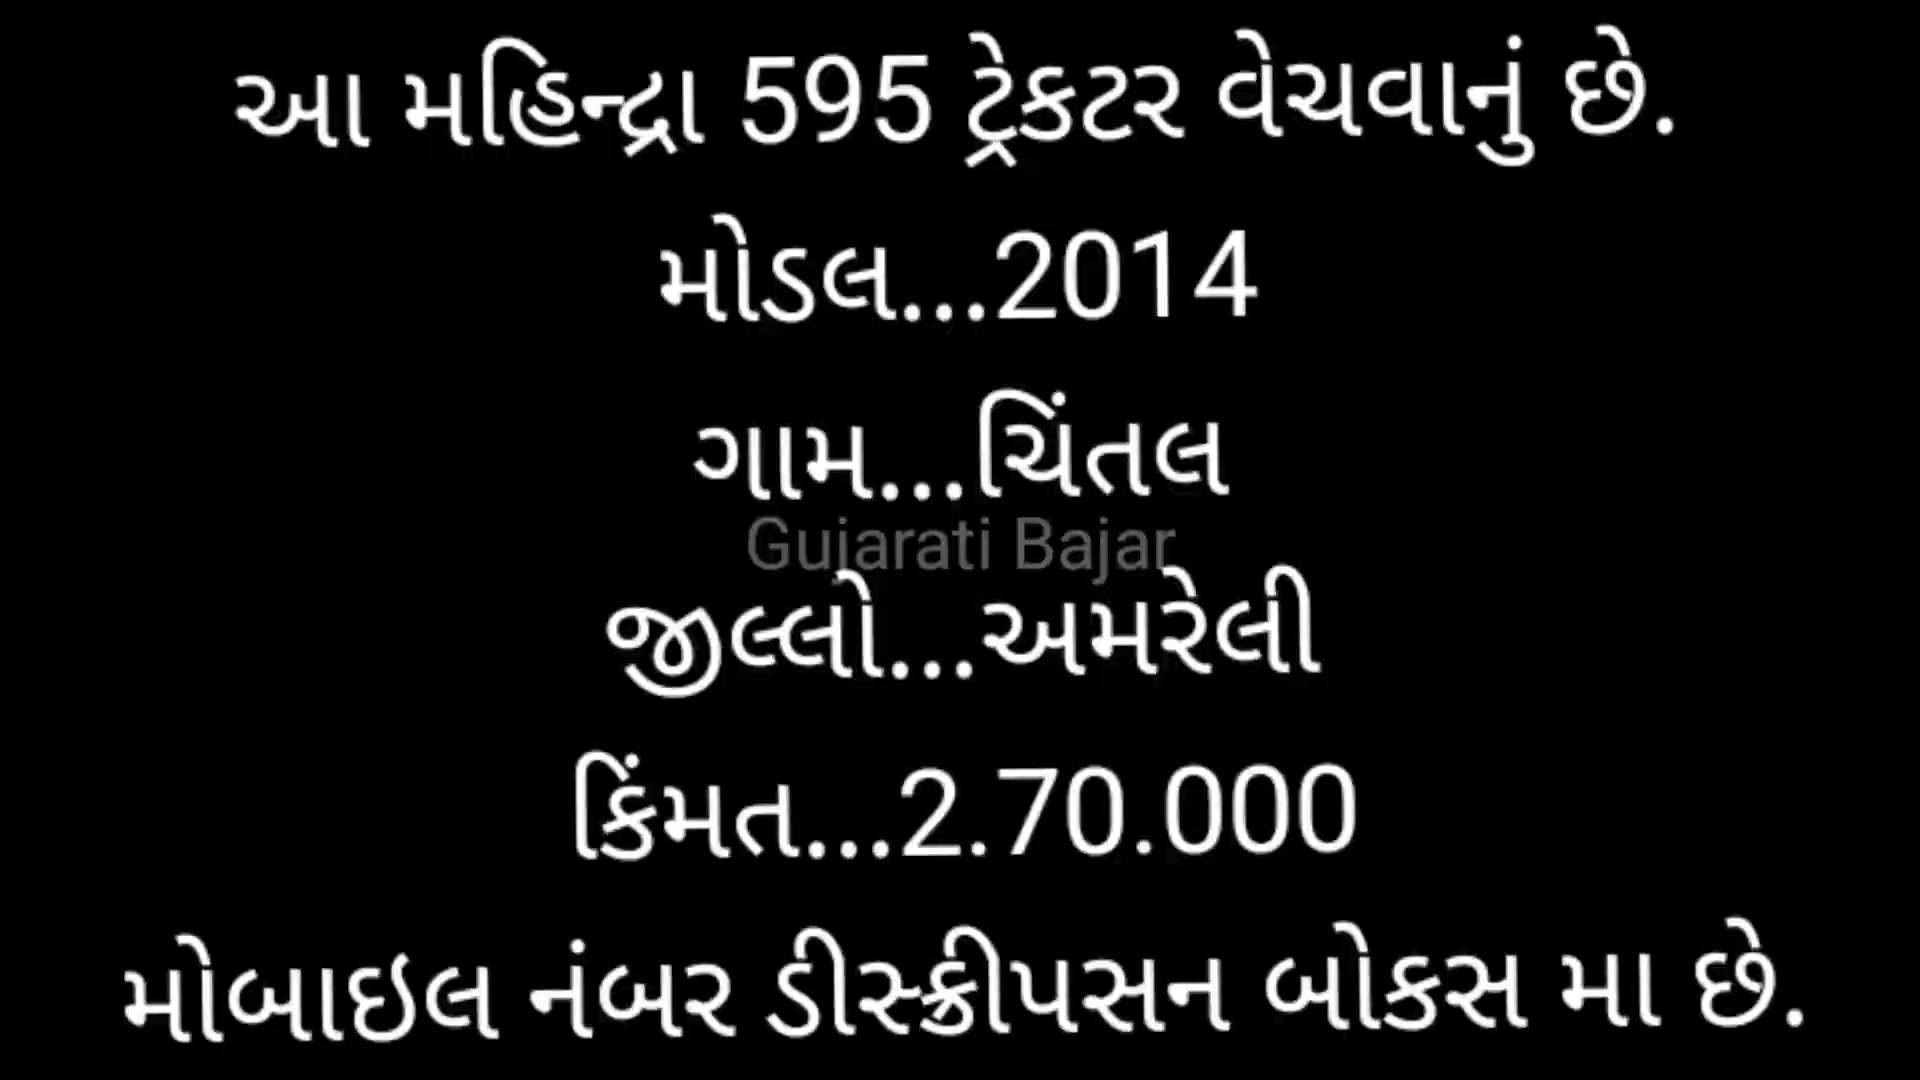 આ મહિન્દ્રા 595 ટ્રેકટર વેચવાનું છે.
મોડલ...2014
ગામ...ચિંતલ
Gujarati Bajar
જીલ્લો...અમરેલી
કિંમત...2.70.000
મોબાઇલ નંબર ડીસ્ક્રીપસન બોકસ મા છે.